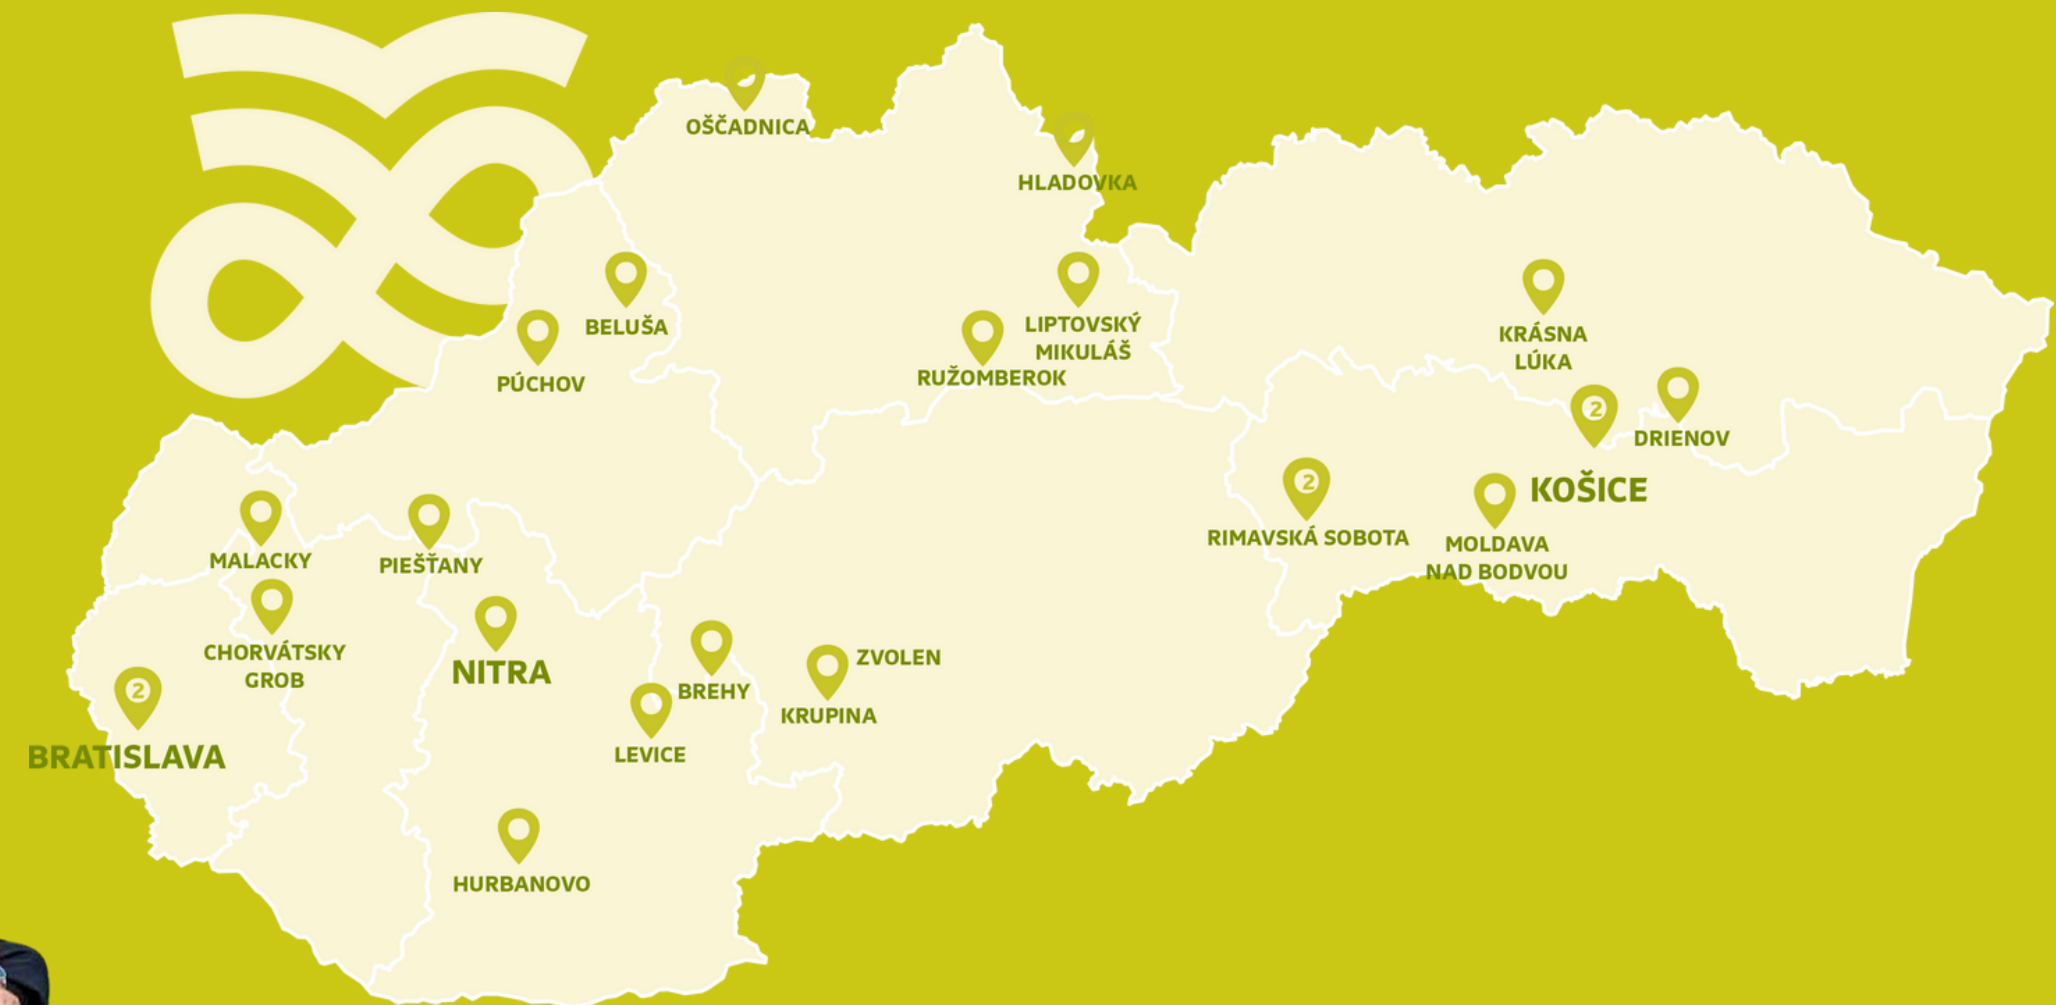 OŠČADNICA
HLADOVKA
BELUŠA
PÚCHOV
LIPTOVSKÝ
MIKULÁŠ
RUŽOMBEROK
KRÁSNA
LÚKA
2
DRIENOV
KOŠICE
2
RIMAVSKÁ SOBOTA
MOLDAVA
NAD BODVOU
MALACKY
PIEŠŤANY
CHORVÁTSKY
GROB
NITRA
2
BRATISLAVA
BREHY
ZVOLEN
KRUPINA
LEVICE
HURBANOVO